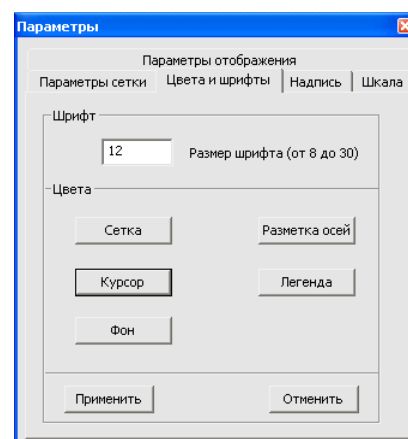 Параметры
Параметры отображения
Параметры сетки Цвета и шрифты Надпись Шкала
Шрифт
12 Размер шрифта (от 8 до 30)
Цвета
Сетка Разметка осей
Курсор Легенда
Фон
Применить Отменить